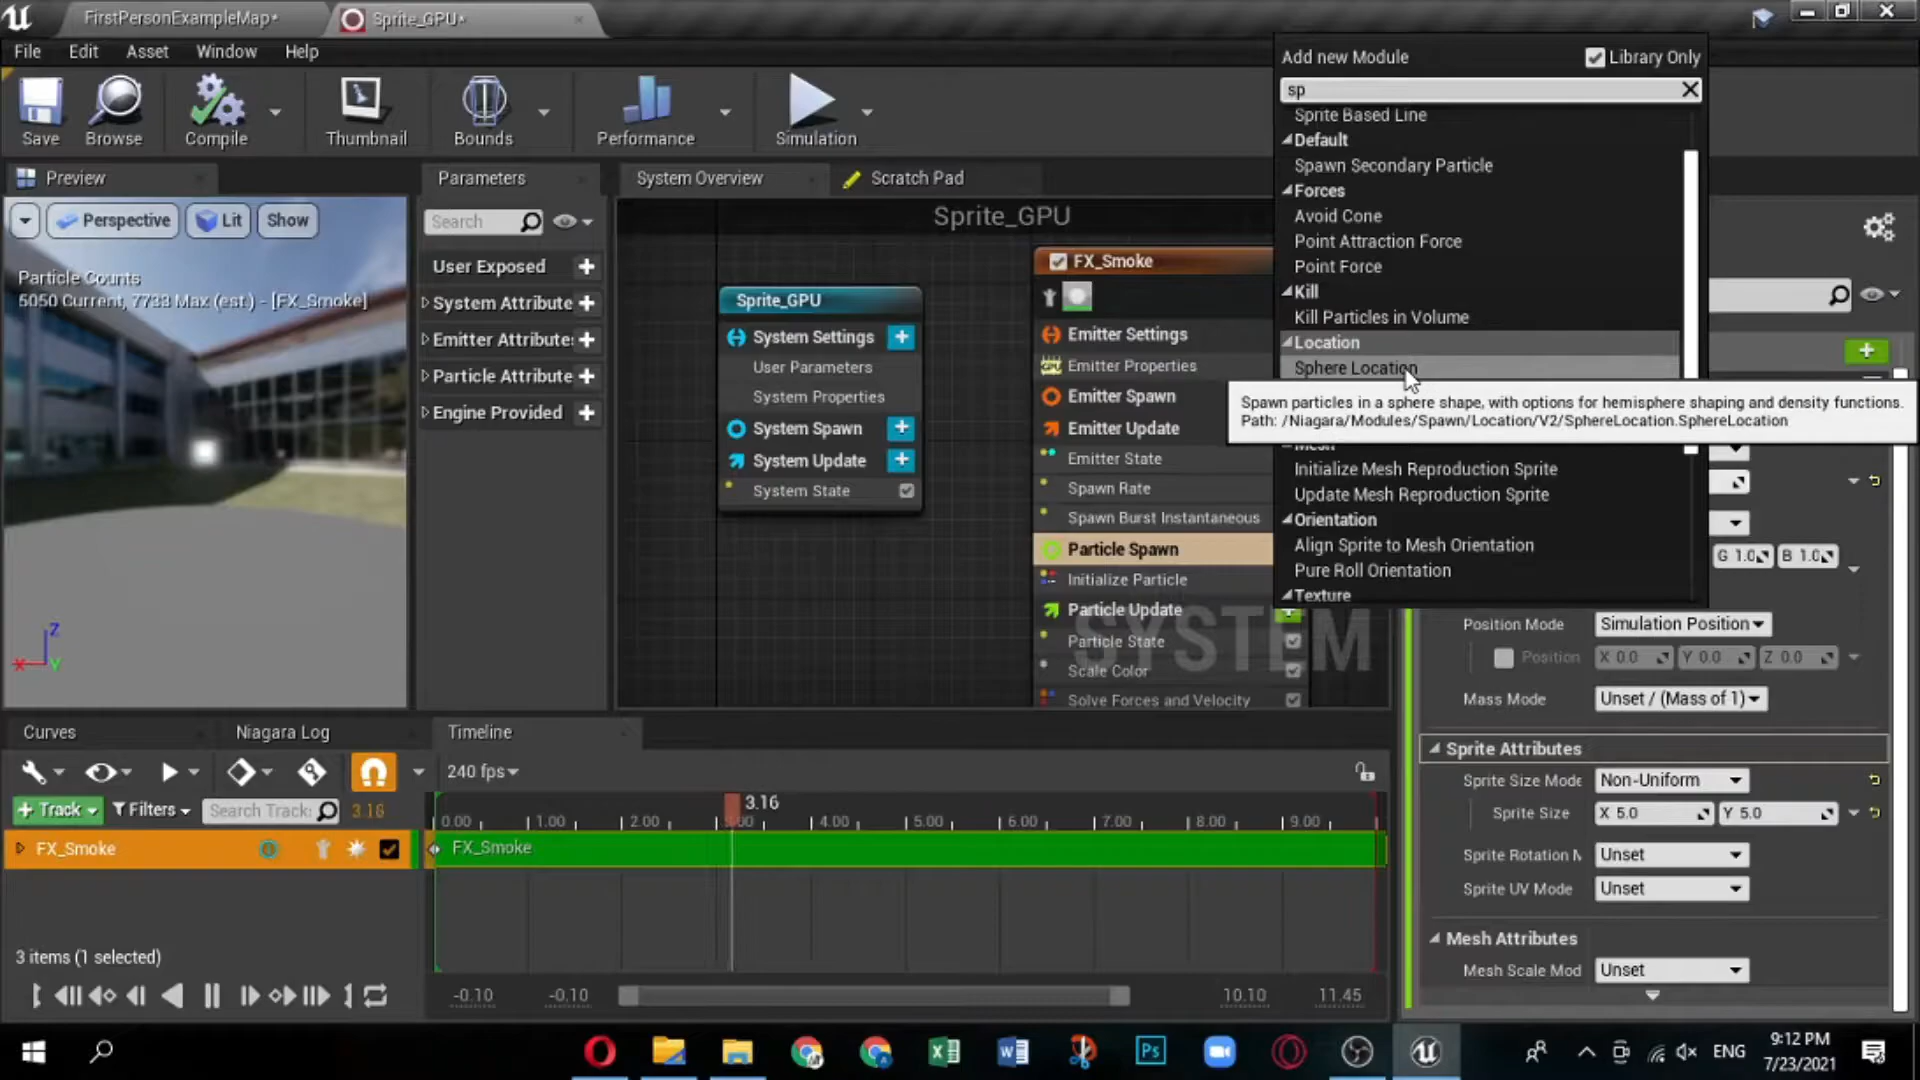 FirstPersonExampleMap*
Sprite_GPU*
File Edit Asset Window Help
Save
Browse
Compile
Thumbnail
Bounds
Performance
Simulation
Preview
Perspective
Lit
Show
Particle Counts
5050 Current, 7733 Max (est.) - [FX_Smoke]
Z
X Y
Parameters
Search
User Exposed
System Attribute
Emitter Attribute
Particle Attribute
Engine Provided
System Overview
Scratch Pad
Sprite_GPU
Sprite_GPU
System Settings
User Parameters
System Properties
System Spawn
System Update
System State
FX_Smoke
Emitter Settings
Emitter Properties
Emitter Spawn
Emitter Update
Emitter State
Spawn Rate
Spawn Burst Instantaneous
Particle Spawn
Initialize Particle
Particle Update
Particle State
Scale Color
Solve Forces and Velocity
SYSTEM
Add new Module
Library Only
sp
Sprite Based Line
Default
Spawn Secondary Particle
Forces
Avoid Cone
Point Attraction Force
Point Force
Kill
Kill Particles in Volume
Location
Sphere Location
Spawn particles in a sphere shape, with options for hemisphere shaping and density functions.
Path: /Niagara/Modules/Spawn/Location/V2/SphereLocation.SphereLocation
Mesh
Initialize Mesh Reproduction Sprite
Update Mesh Reproduction Sprite
Orientation
Align Sprite to Mesh Orientation
Pure Roll Orientation
Texture
G 1.0 B 1.0
Position Mode Simulation Position
Position X 0.0 Y 0.0 Z 0.0
Mass Mode Unset / (Mass of 1)
Sprite Attributes
Sprite Size Mode Non-Uniform
Sprite Size X 5.0 Y 5.0
Sprite Rotation M Unset
Sprite UV Mode Unset
Mesh Attributes
Mesh Scale Mod Unset
Curves
Niagara Log
Timeline
240 fps
Track
Filters
Search Track
3.16
3.16
0.00 1.00 2.00 3.00 4.00 5.00 6.00 7.00 8.00 9.00
FX_Smoke
FX_Smoke
3 items (1 selected)
-0.10 -0.10 10.10 11.45
Ps
ENG
9:12 PM
7/23/2021